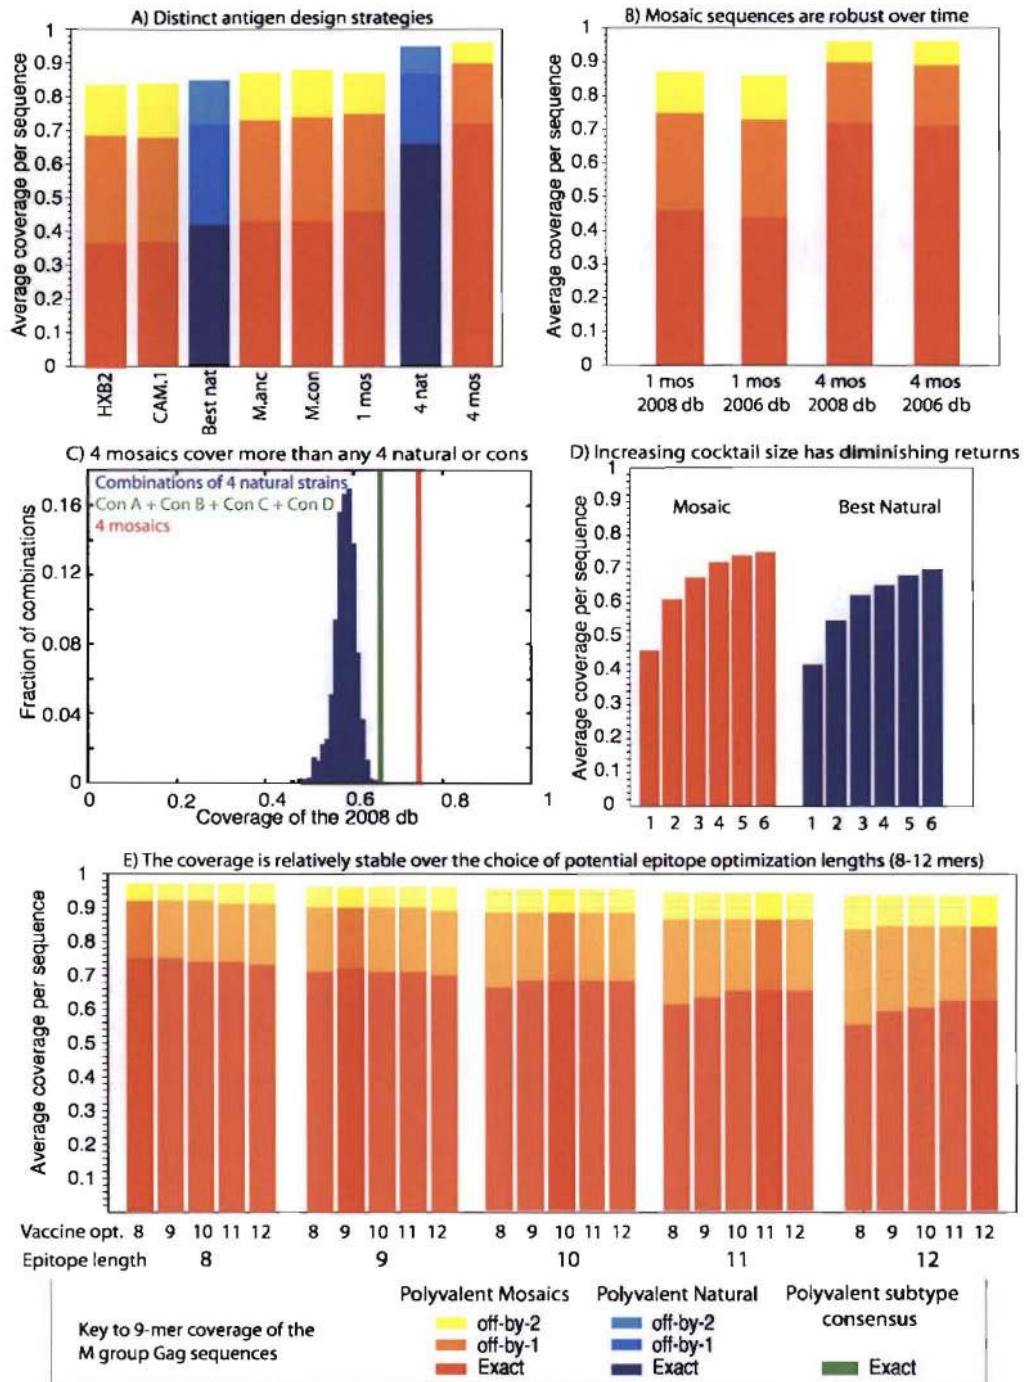 A) Distinct antigen design strategies
Average coverage per sequence
1
0.9
0.8
0.7
0.6
0.5
0.4
0.3
0.2
0.1
0
HXB2
CAM.1
Best nat
M.anc
M.con
1 mos
4 nat
4 mos
B) Mosaic sequences are robust over time
Average coverage per sequence
1
0.9
0.8
0.7
0.6
0.5
0.4
0.3
0.2
0.1
0
1 mos 1 mos 4 mos 4 mos
2008 db 2006 db 2008 db 2006 db
C) 4 mosaics cover more than any 4 natural or cons
Combinations of 4 natural strains
Con A + Con B + Con C + Con D
4 mosaics
Fraction of combinations
0.16
0.12
0.08
0.04
0
0 0.2 0.4 0.6 0.8 1
Coverage of the 2008 db
D) Increasing cocktail size has diminishing returns
Mosaic Best Natural
Average coverage per sequence
1
0.9
0.8
0.7
0.6
0.5
0.4
0.3
0.2
0.1
0
1 2 3 4 5 6 1 2 3 4 5 6
E) The coverage is relatively stable over the choice of potential epitope optimization lengths (8-12 mers)
Average coverage per sequence
1
0.9
0.8
0.7
0.6
0.5
0.4
0.3
0.2
0.1
Vaccine opt. 8 9 10 11 12 8 9 10 11 12 8 9 10 11 12 8 9 10 11 12 8 9 10 11 12
Epitope length 8 9 10 11 12
Key to 9-mer coverage of the
M group Gag sequences
Polyvalent Mosaics
off-by-2
off-by-1
Exact
Polyvalent Natural
off-by-2
off-by-1
Exact
Polyvalent subtype
consensus
Exact